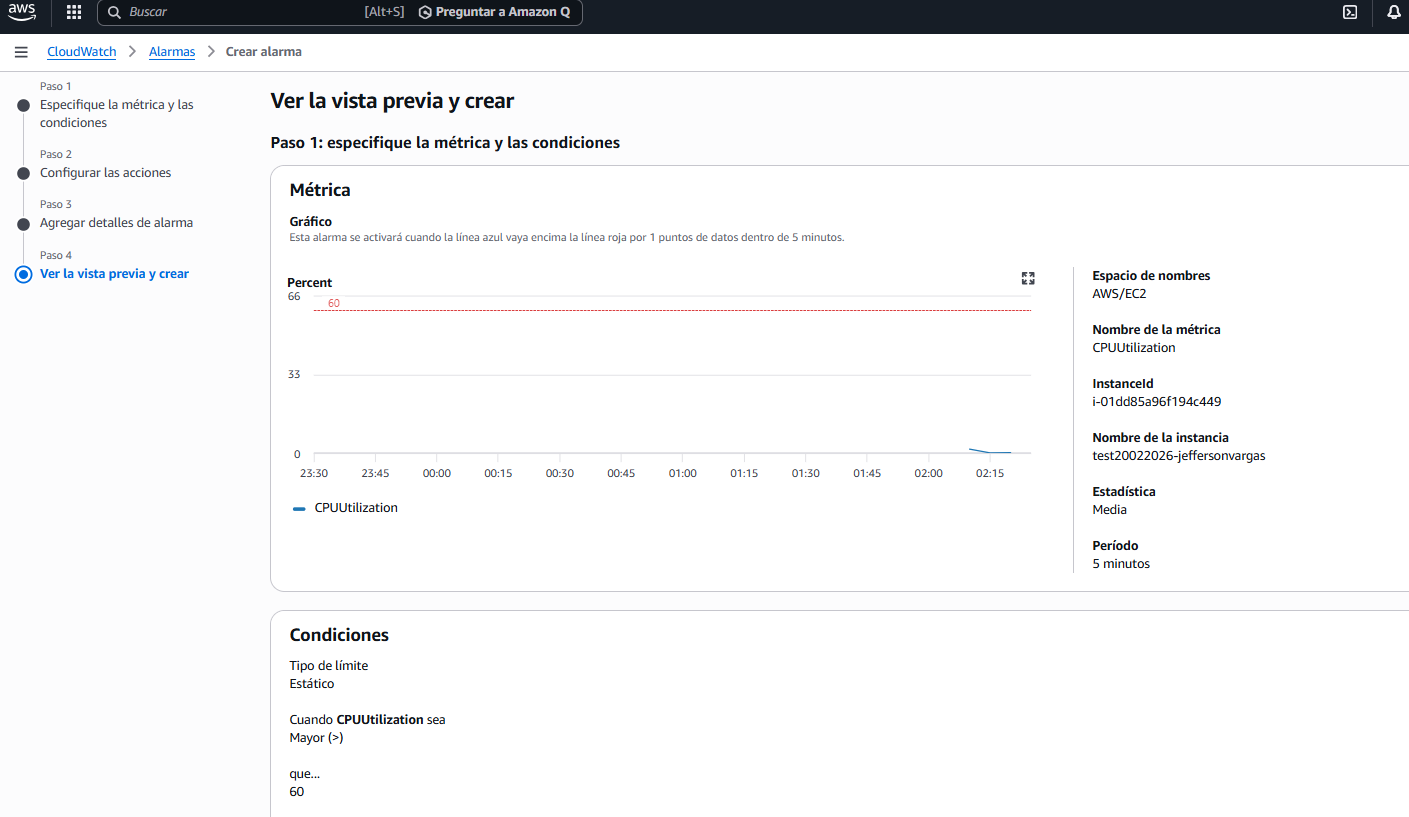 aws
Buscar [Alt+S] Preguntar a Amazon Q
CloudWatch > Alarmas > Crear alarma
Paso 1
Especifique la métrica y las
condiciones
Paso 2
Configurar las acciones
Paso 3
Agregar detalles de alarma
Paso 4
Ver la vista previa y crear
Ver la vista previa y crear
Paso 1: especifique la métrica y las condiciones
Métrica
Gráfico
Esta alarma se activará cuando la línea azul vaya encima la línea roja por 1 puntos de datos dentro de 5 minutos.
Percent
66
60
33
0
23:30 23:45 00:00 00:15 00:30 00:45 01:00 01:15 01:30 01:45 02:00 02:15
CPUUtilization
Espacio de nombres
AWS/EC2
Nombre de la métrica
CPUUtilization
InstanceId
i-01dd85a96f194c449
Nombre de la instancia
test20022026-jeffersonvargas
Estadística
Media
Período
5 minutos
Condiciones
Tipo de límite
Estático
Cuando CPUUtilization sea
Mayor (>)
que...
60